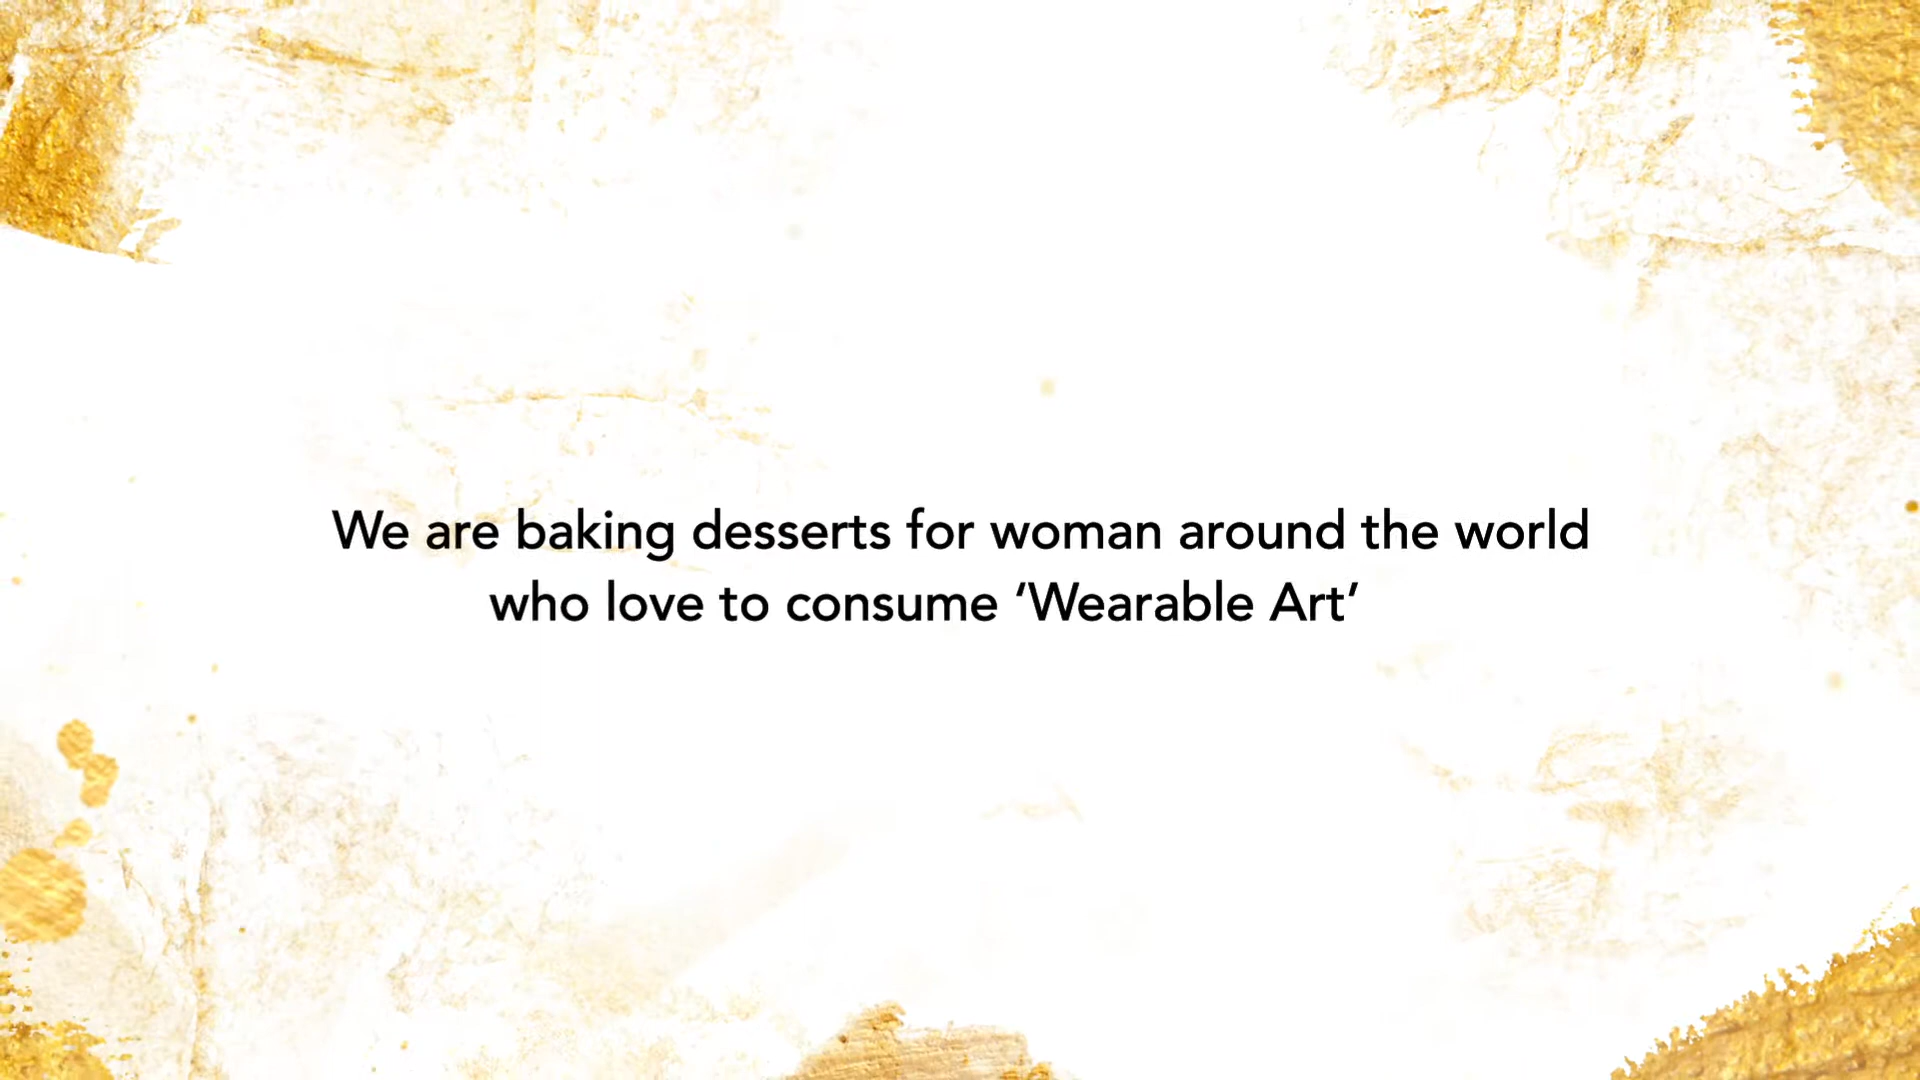 We are baking desserts for woman around the world
who love to consume ‘Wearable Art’